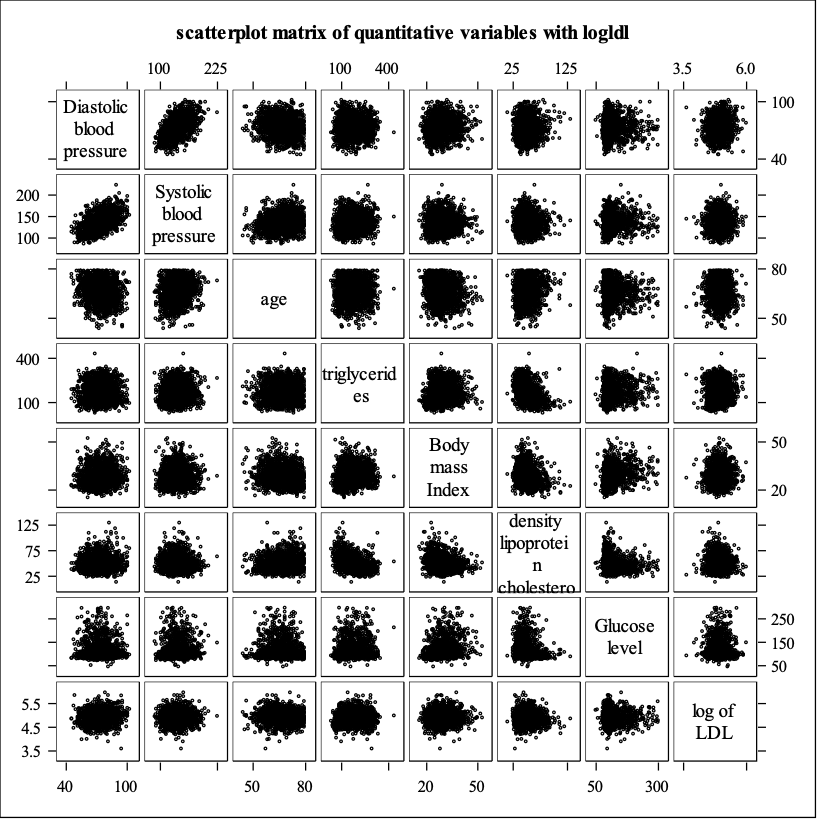 scatterplot matrix of quantitative variables with logldl
100 225 100 400 25 125 3.5 6.0
Diastolic
blood
pressure
100
40
200
150
100
Systolic
blood
pressure
age
80
50
400
100
triglycerid
es
Body
mass
Index
50
20
125
75
25
density
lipoprotei
n
cholestero
Glucose
level
250
150
50
5.5
4.5
3.5
log of
LDL
40 100 50 80 20 50 50 300